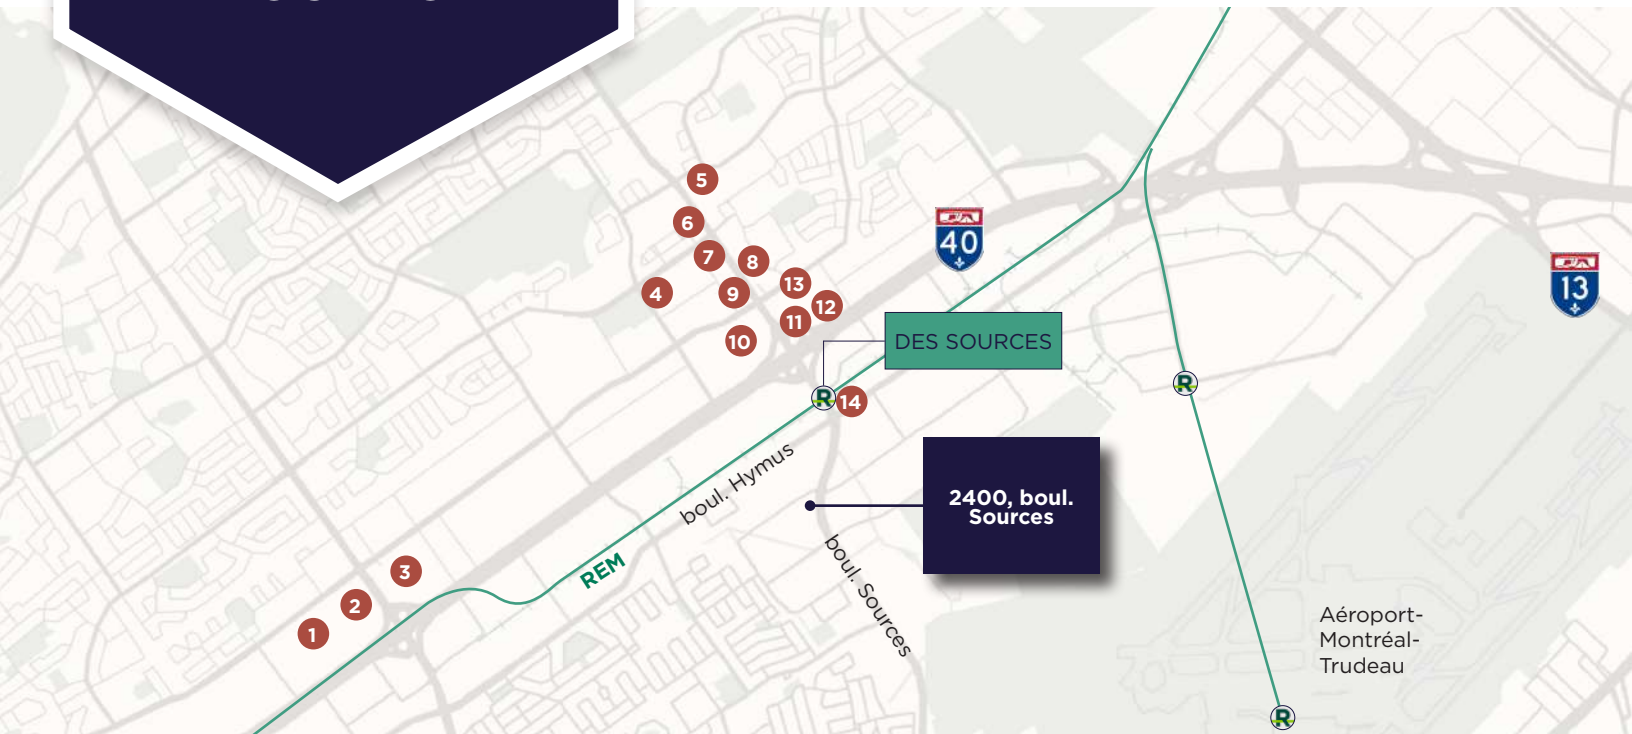 5
6
7
8
40
4
9
13
13
12
11
10
DES SOURCES
R
R
14
boul. Hymus
2400, boul.
Sources
boul. Sources
REM
3
2
1
Aéroport-
Montréal-
Trudeau
R